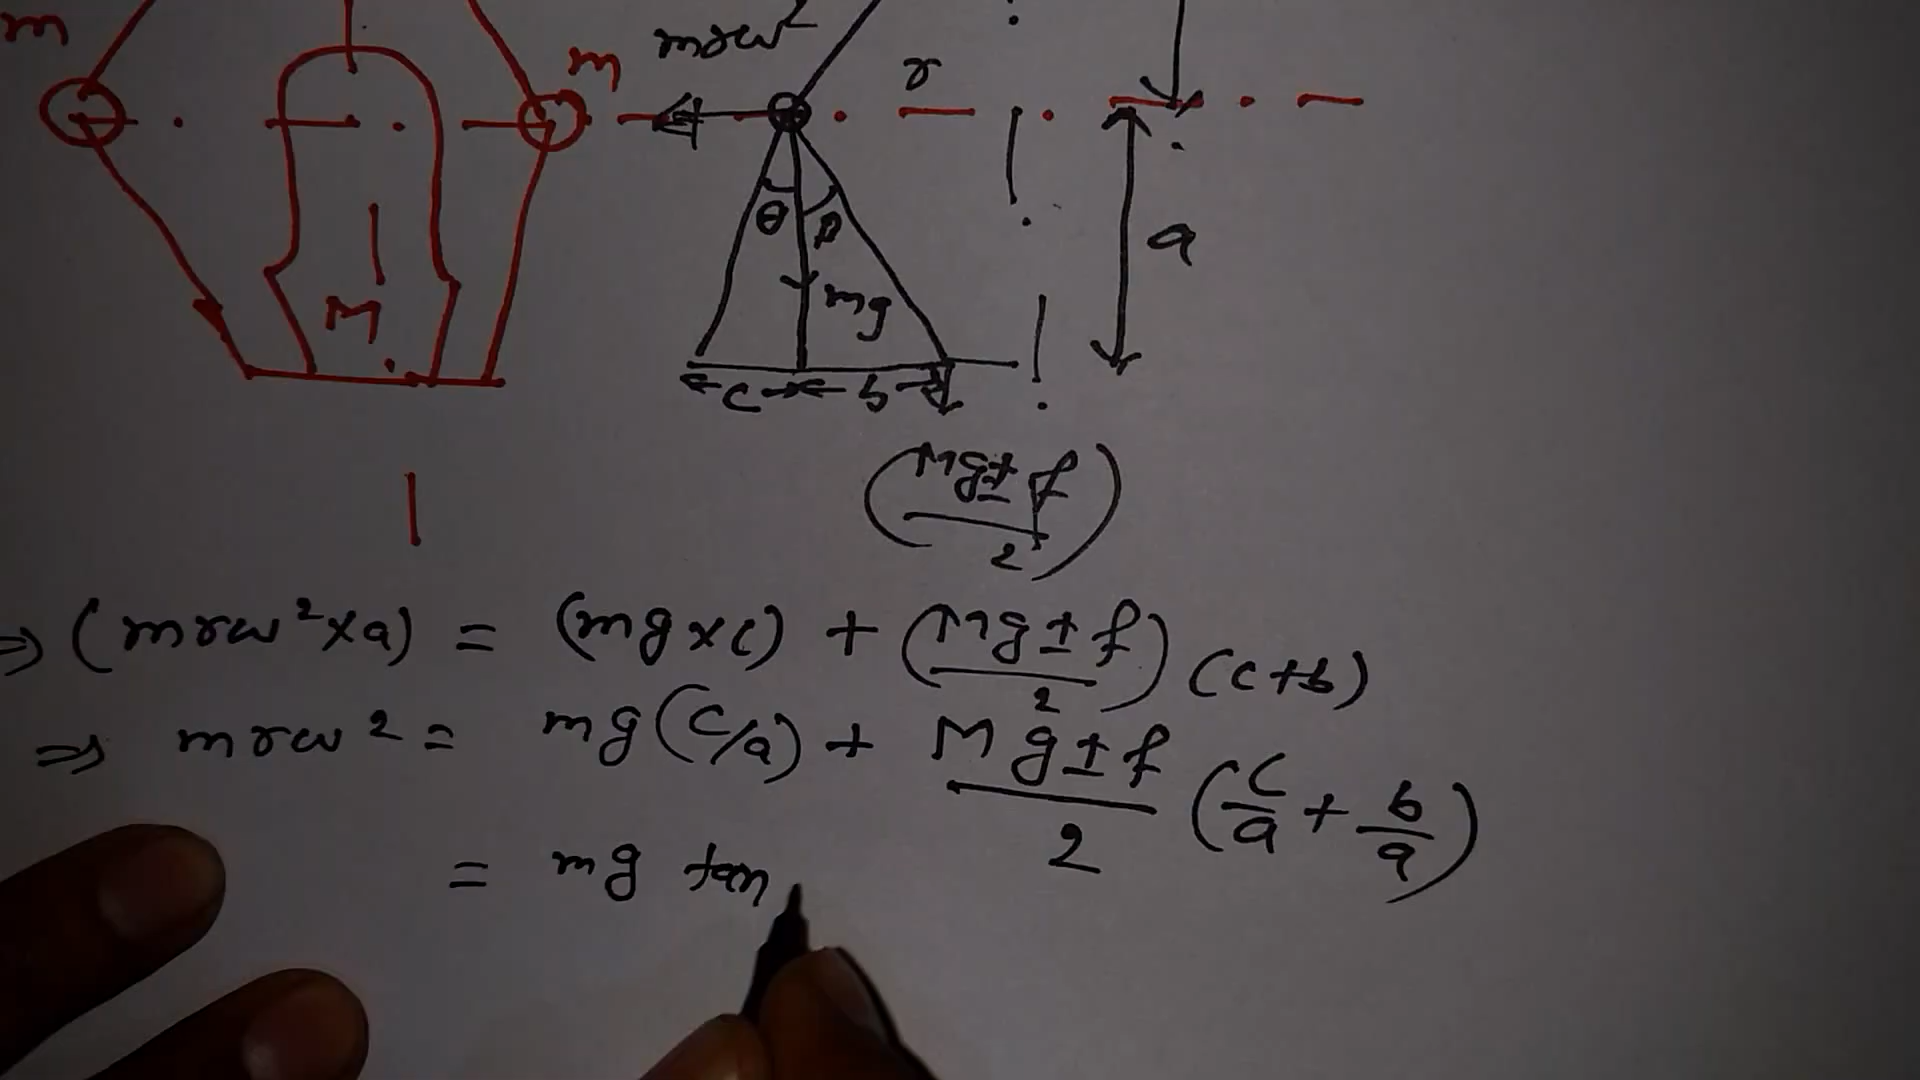 m
mrω²
m
r
θ β
a
mg
M
c b
(Mg ± f / 2)
⇒ (mrω² × a) = (mg × c) + (Mg ± f / 2) (c + b)
⇒ mrω² = mg (c/a) + Mg ± f / 2 (c/a + b/a)
= mg tan